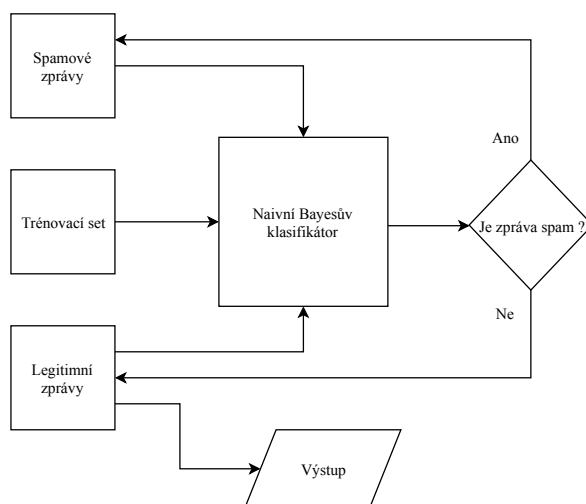 Spamové
zprávy
Ano
Trénovací set
Naivní Bayesův
klasifikátor
Je zpráva spam ?
Ne
Legitimní
zprávy
Výstup